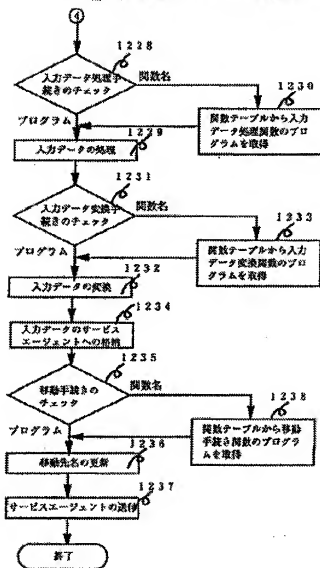 ④
1228
入力データ処理手
続きのチェック
関数名
1230
関数テーブルから入力
データ処理関数のプロ
グラムを取得
プログラム
1229
入力データの処理
1231
入力データ変換手
続きのチェック
関数名
1233
関数テーブルから入力
データ変換関数のプロ
グラムを取得
プログラム
1232
入力データの変換
1234
入力データのサービス
エージェントへの格納
1235
移動手続きの
チェック
関数名
1238
関数テーブルから移動
手続き関数のプログラ
ムを取得
プログラム
1236
移動先名の更新
1237
サービスエージェントの送付
終了